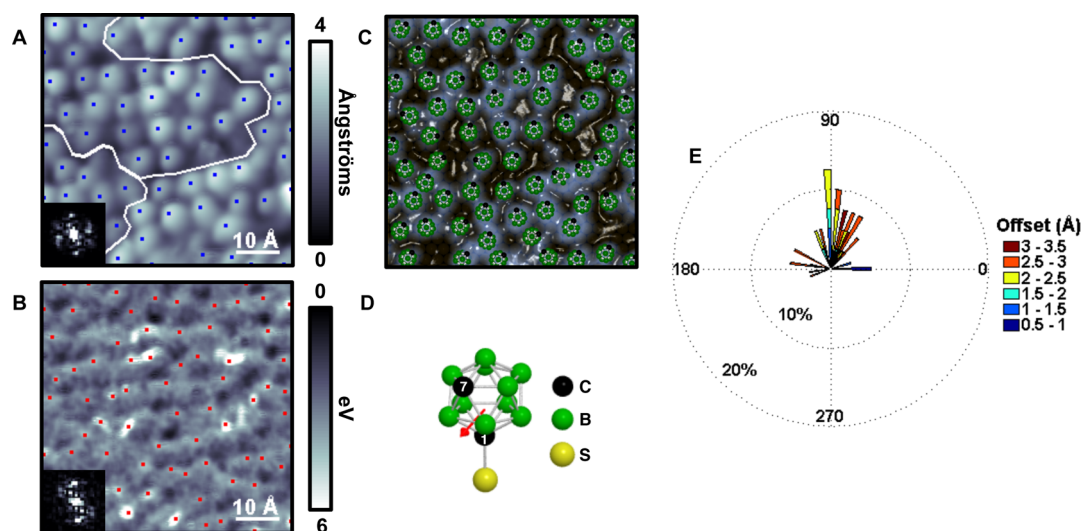 A
4
Ångströms
0
10 Å
B
0
eV
6
10 Å
C
D
7
1
C
B
S
E
90
180
0
10%
20%
270
Offset (Å)
3 - 3.5
2.5 - 3
2 - 2.5
1.5 - 2
1 - 1.5
0.5 - 1